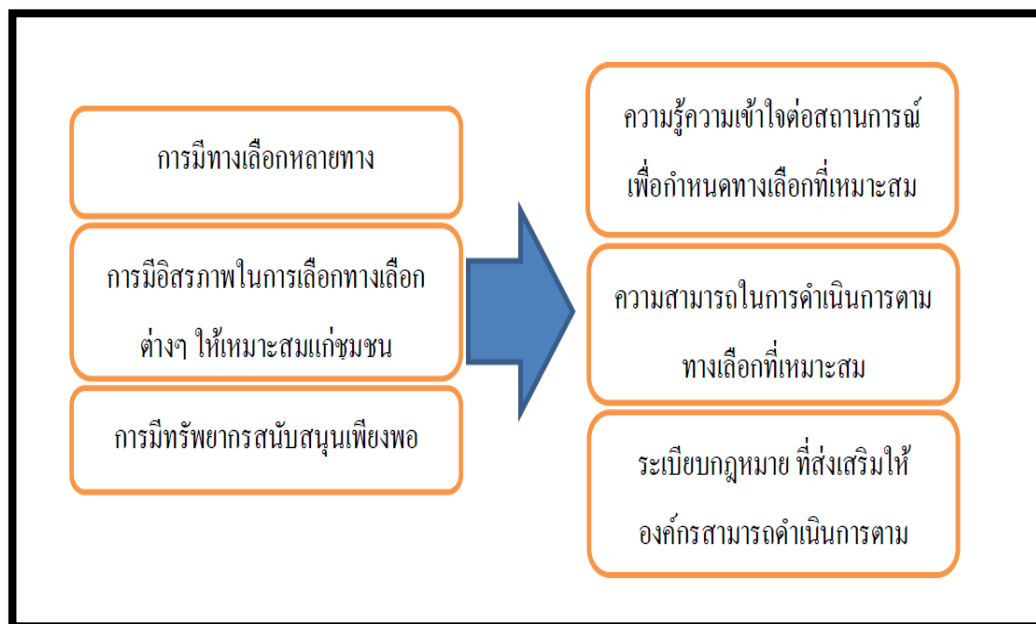 การมีทางเลือกหลายทาง
การมีอิสรภาพในการเลือกทางเลือก
ต่างๆ ให้เหมาะสมแก่ชุมชน
การมีทรัพยากรสนับสนุนเพียงพอ
ความรู้ความเข้าใจต่อสถานการณ์
เพื่อกำหนดทางเลือกที่เหมาะสม
ความสามารถในการดำเนินการตาม
ทางเลือกที่เหมาะสม
ระเบียบกฎหมาย ที่ส่งเสริมให้
องค์กรสามารถดำเนินการตาม